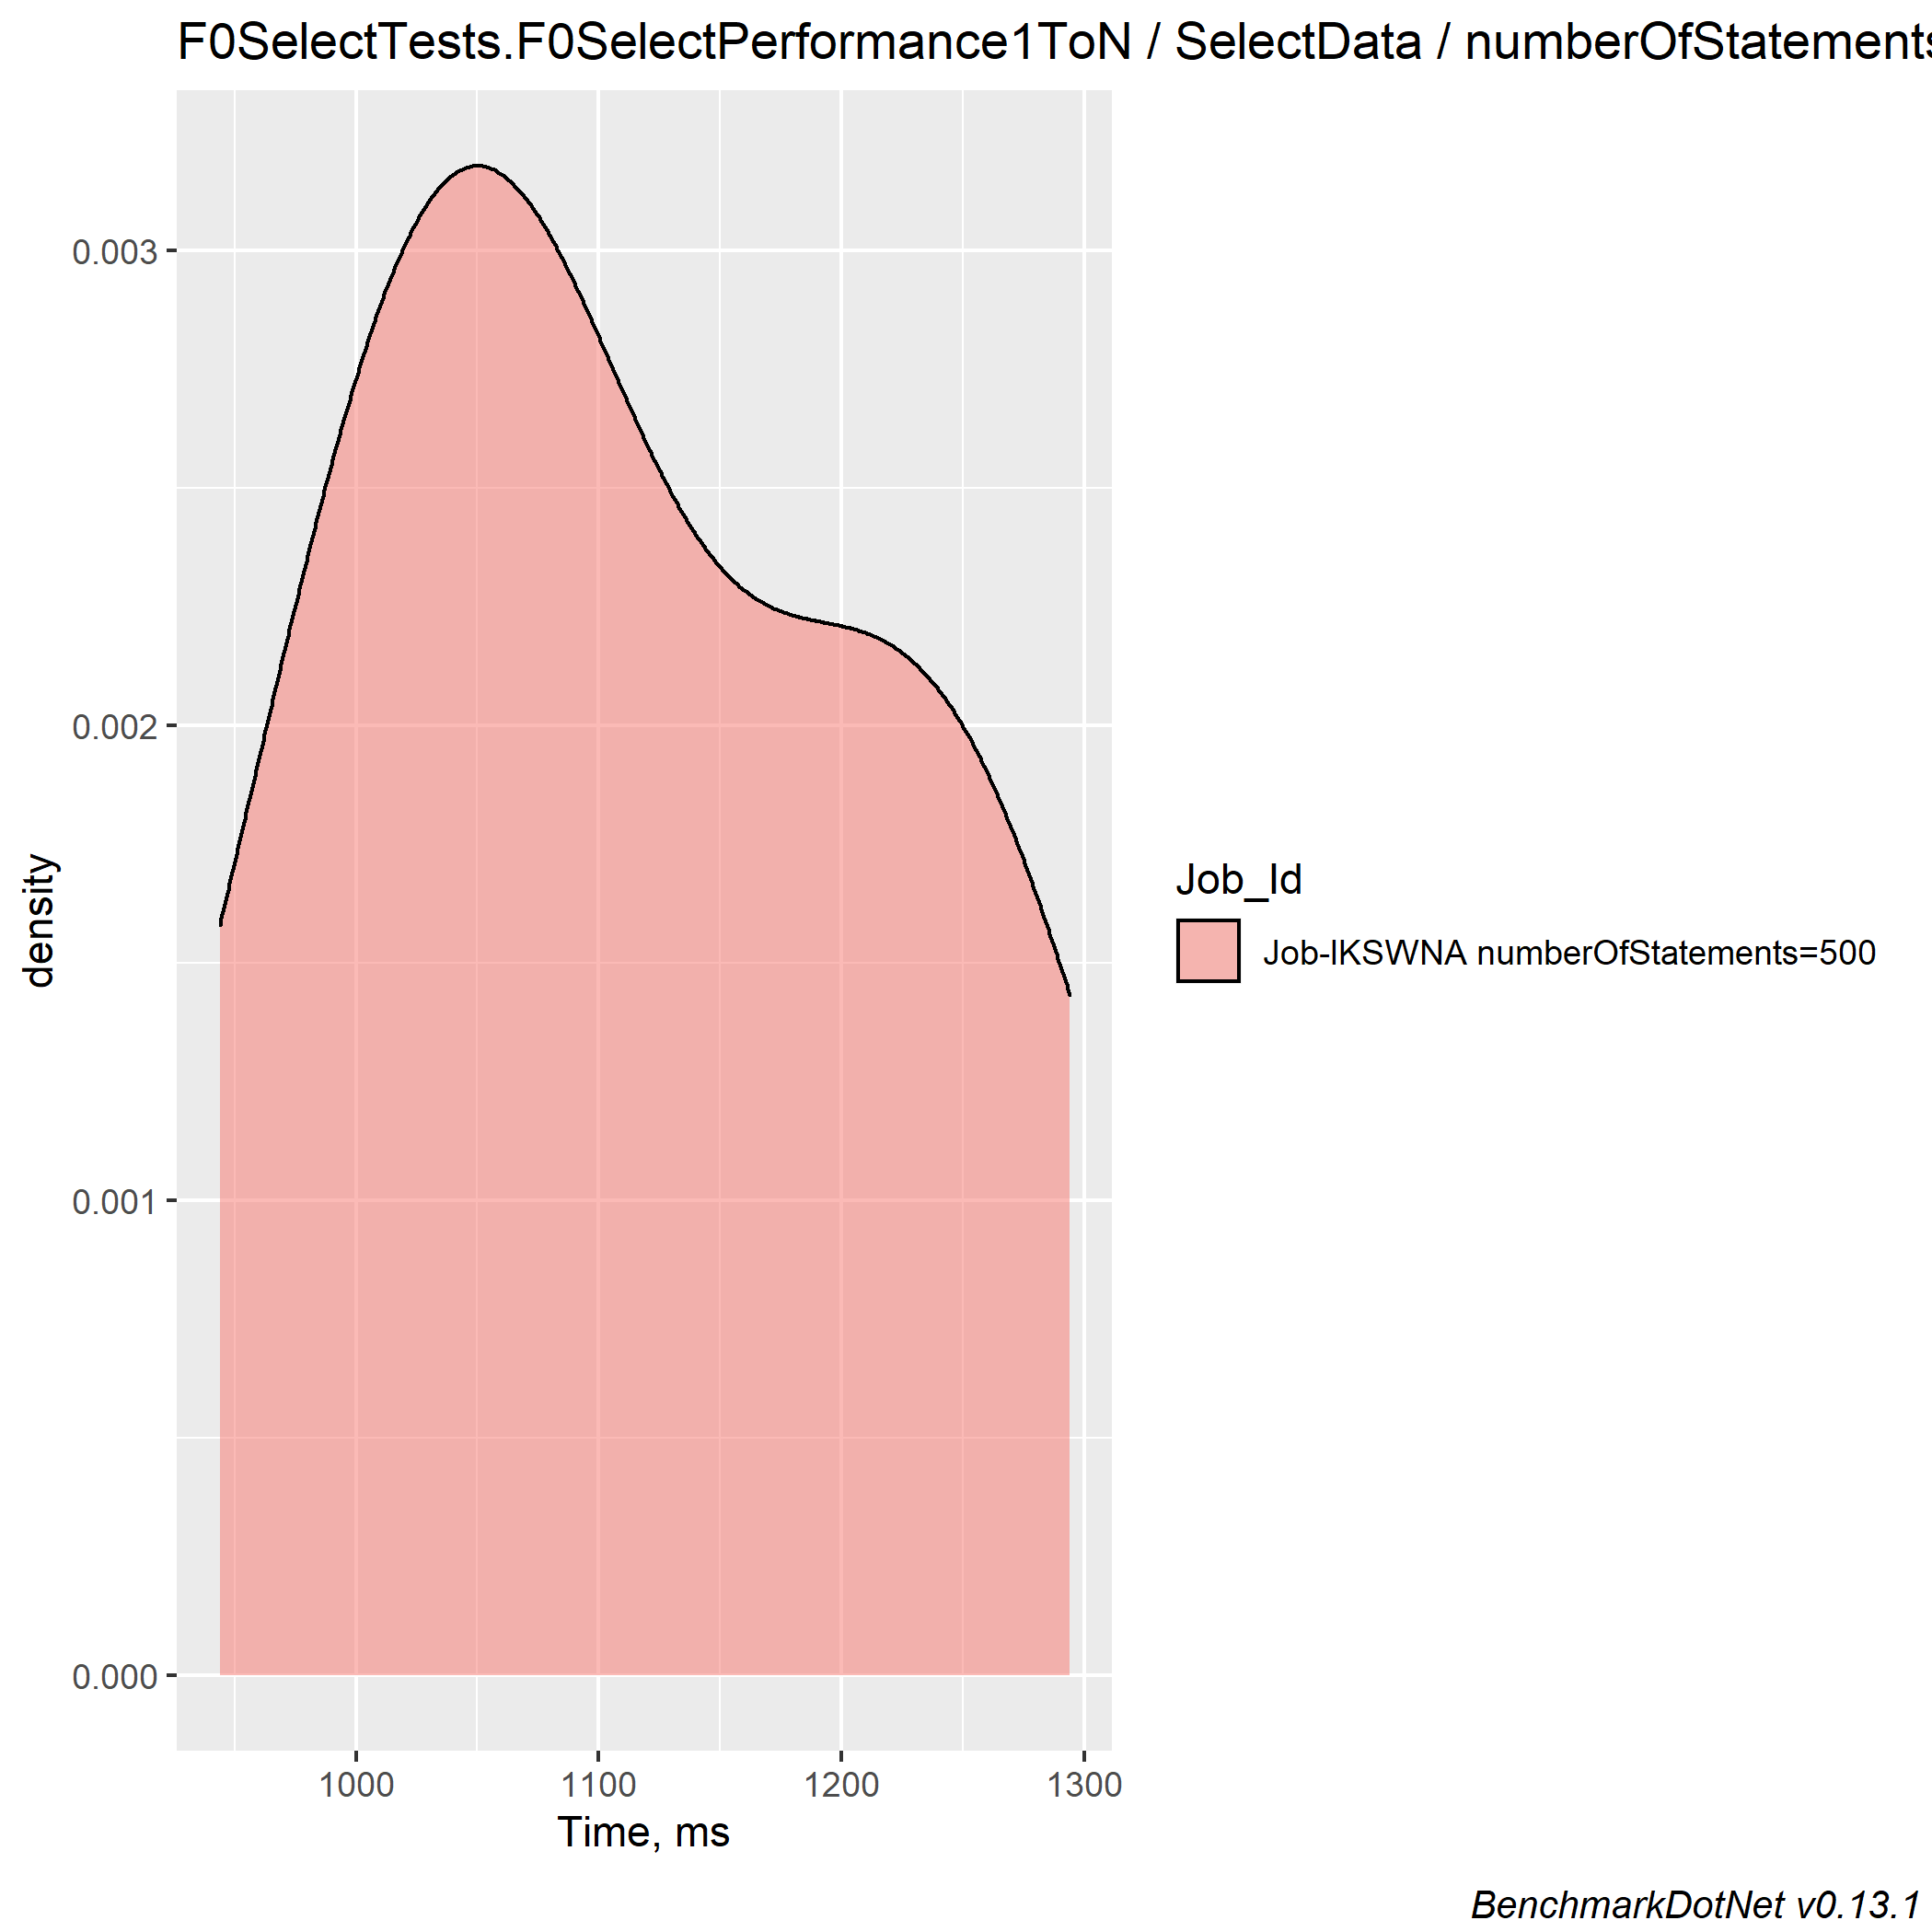 F0SelectTests.F0SelectPerformance1ToN / SelectData / numberOfStatements
0.003
0.002
0.001
0.000
density
1000 1100 1200 1300
Time, ms
Job_Id
Job-IKSWNA numberOfStatements=500
BenchmarkDotNet v0.13.1